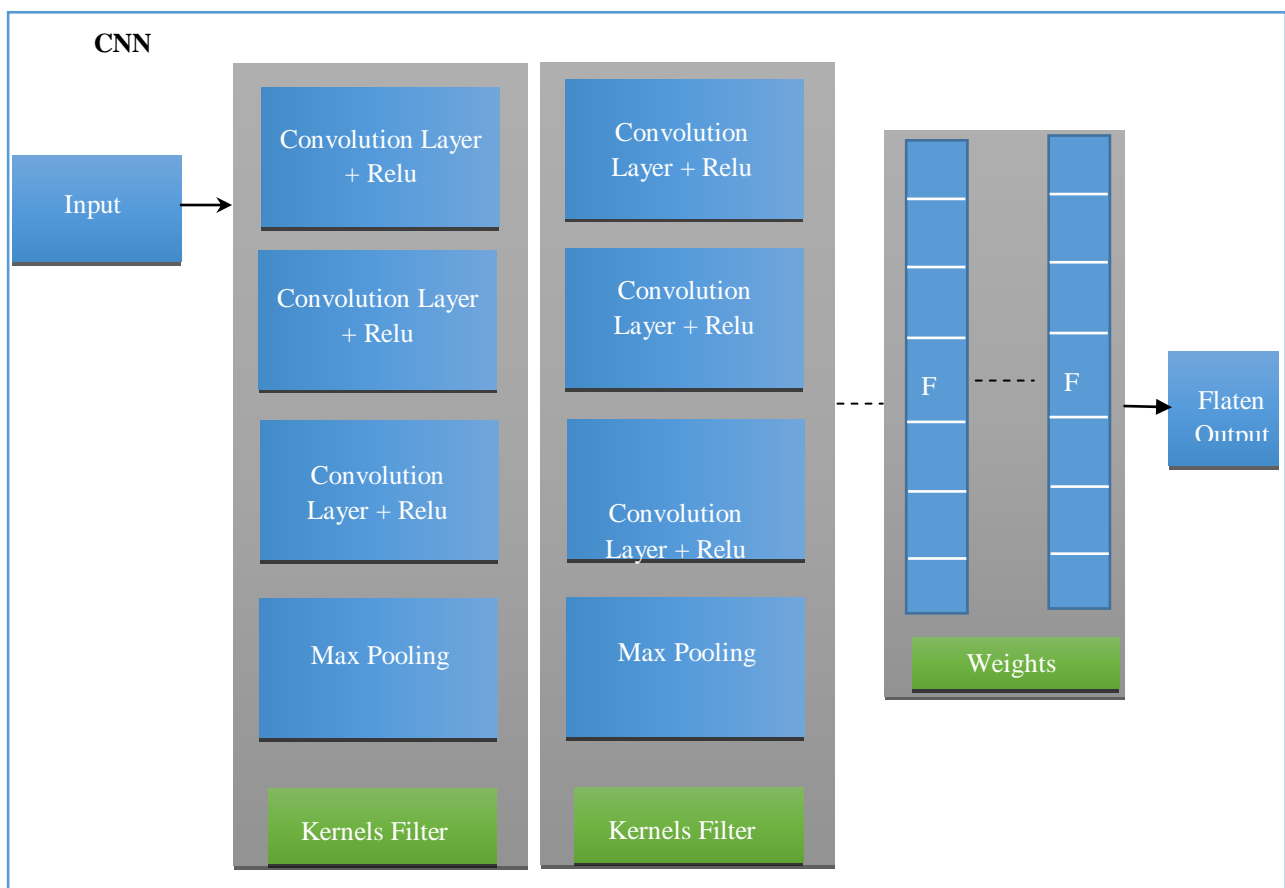 CNN
Input
Convolution Layer
+ Relu
Convolution Layer
+ Relu
Convolution
Layer + Relu
Max Pooling
Kernels Filter
Convolution
Layer + Relu
Convolution
Layer + Relu
Convolution
Layer + Relu
Max Pooling
Kernels Filter
F
F
Weights
Flaten
Output